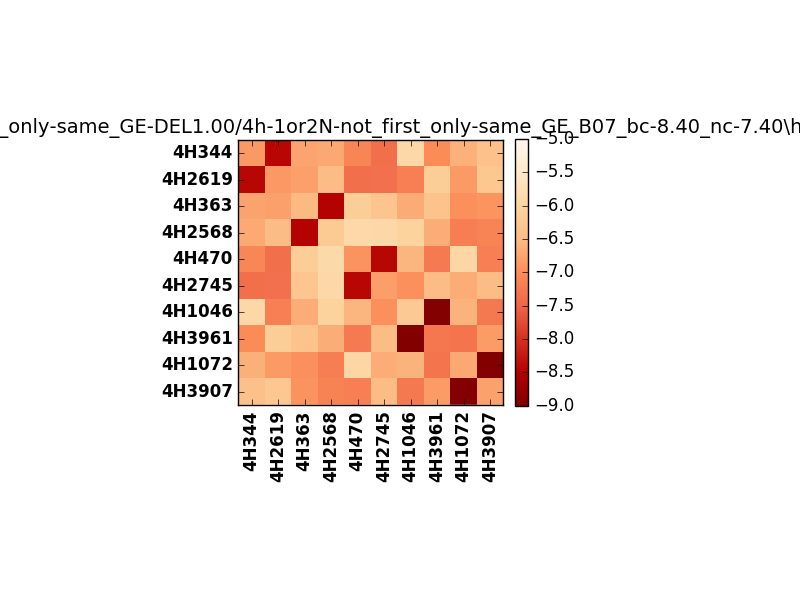 _only-same_GE-DEL1.00/4h-1or2N-not_first_only-same_GE_B07_bc-8.40_nc-7.40\h
4H344
4H2619
4H363
4H2568
4H470
4H2745
4H1046
4H3961
4H1072
4H3907
4H344
4H2619
4H363
4H2568
4H470
4H2745
4H1046
4H3961
4H1072
4H3907
−5.0
−5.5
−6.0
−6.5
−7.0
−7.5
−8.0
−8.5
−9.0